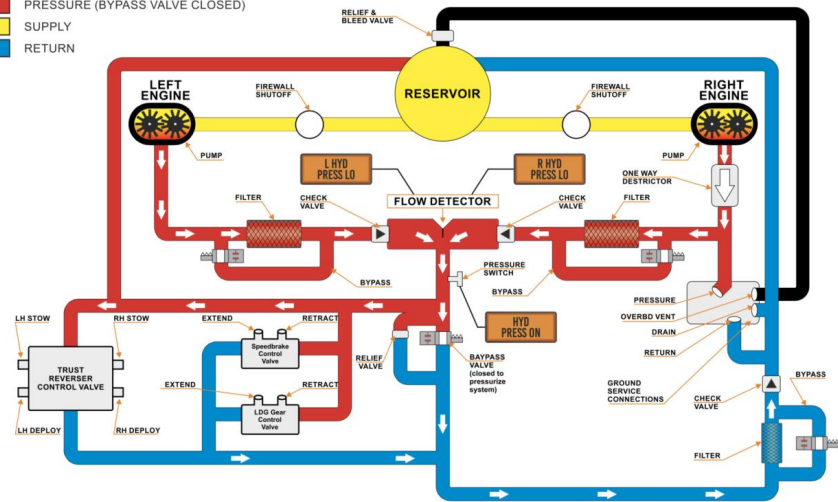 PRESSURE (BYPASS VALVE CLOSED)
SUPPLY
RETURN
RELIEF &
BLEED VALVE
LEFT
ENGINE
FIREWALL
SHUTOFF
RESERVOIR
FIREWALL
SHUTOFF
RIGHT
ENGINE
PUMP
L HYD
PRESS LO
R HYD
PRESS LO
PUMP
ONE WAY
DESTRICTOR
FILTER
CHECK
VALVE
FLOW DETECTOR
CHECK
VALVE
FILTER
BYPASS
PRESSURE
SWITCH
BYPASS
PRESSURE
OVERBD VENT
DRAIN
RETURN
LH STOW
RH STOW
EXTEND
RETRACT
HYD
PRESS ON
Speedbrake
Control
Valve
RELIEF
VALVE
BAYPASS
VALVE
(closed to
pressurize
system)
TRUST
REVERSER
CONTROL VALVE
EXTEND
RETRACT
LDG Gear
Control
Valve
GROUND
SERVICE
CONNECTIONS
CHECK
VALVE
BYPASS
LH DEPLOY
RH DEPLOY
FILTER